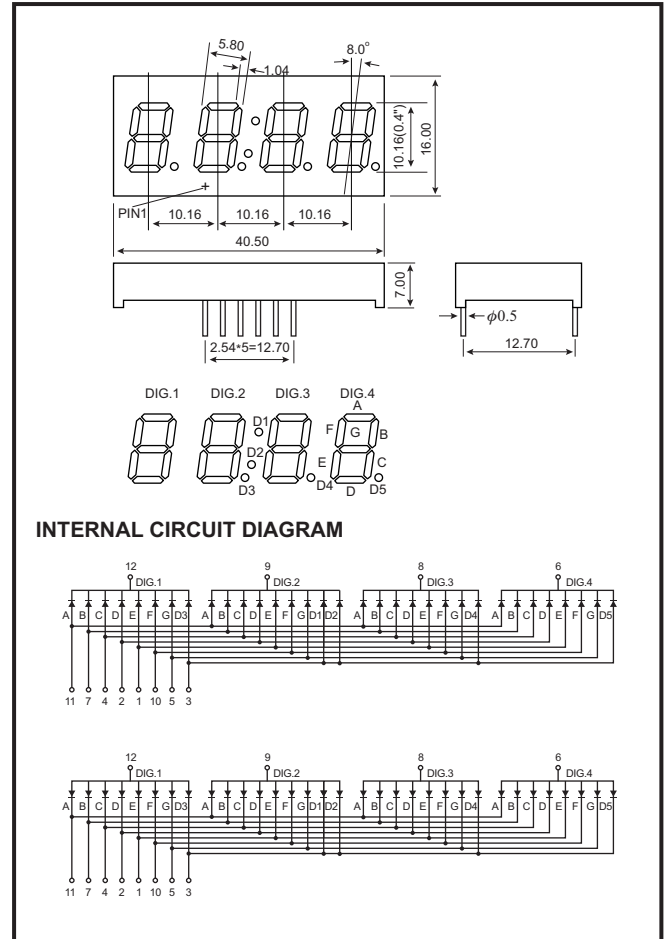 5.80
8.0°
1.04
10.16(0.4")
16.00
PIN1
10.16 10.16 10.16
40.50
7.00
ϕ0.5
2.54*5=12.70
12.70
DIG.1 DIG.2 DIG.3 DIG.4
A
D1 F G B
D2 E C
D3 D4 D D5
INTERNAL CIRCUIT DIAGRAM
12 9 8 6
DIG.1 DIG.2 DIG.3 DIG.4
A B C D E F G D3 A B C D E F G D1 D2 A B C D E F G D4 A B C D E F G D5
11 7 4 2 1 10 5 3
12 9 8 6
DIG.1 DIG.2 DIG.3 DIG.4
A B C D E F G D3 A B C D E F G D1 D2 A B C D E F G D4 A B C D E F G D5
11 7 4 2 1 10 5 3